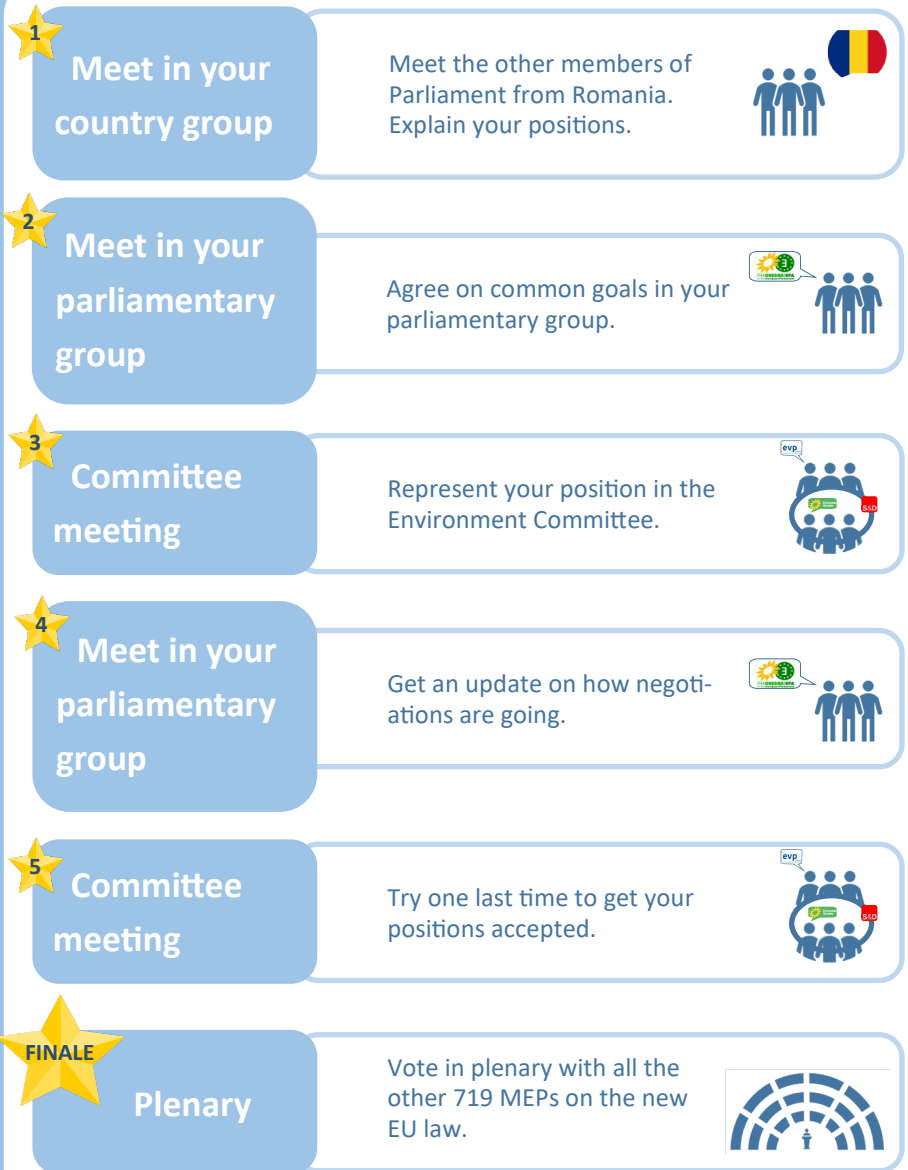 1
Meet in your
country group
Meet the other members of
Parliament from Romania.
Explain your positions.
2
Meet in your
parliamentary
group
Agree on common goals in your
parliamentary group.
3
Committee
meeting
Represent your position in the
Environment Committee.
evp
S&D
4
Meet in your
parliamentary
group
Get an update on how negoti-
ations are going.
5
Committee
meeting
Try one last time to get your
positions accepted.
evp
S&D
FINALE
Plenary
Vote in plenary with all the
other 719 MEPs on the new
EU law.